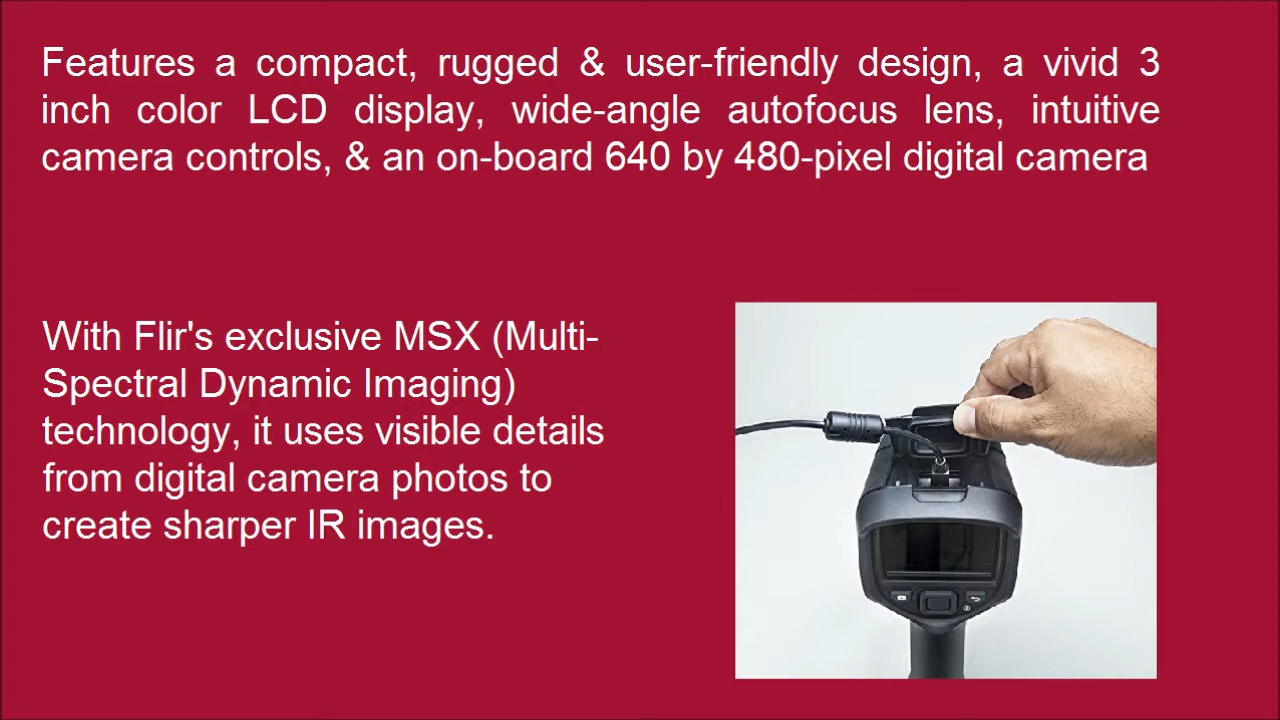 Features a compact, rugged & user-friendly design, a vivid 3
inch color LCD display, wide-angle autofocus lens, intuitive
camera controls, & an on-board 640 by 480-pixel digital camera
With Flir's exclusive MSX (Multi-
Spectral Dynamic Imaging)
technology, it uses visible details
from digital camera photos to
create sharper IR images.